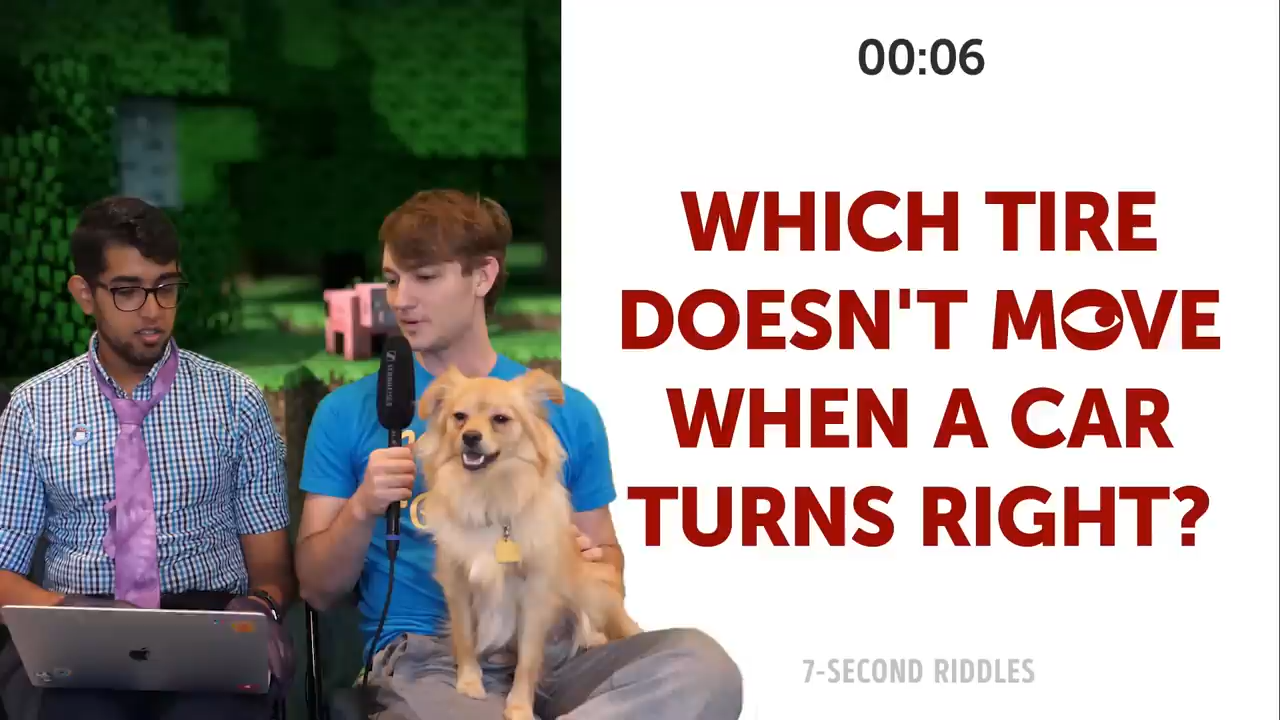 00:06
WHICH TIRE
DOESN'T MOVE
WHEN A CAR
TURNS RIGHT?
7-SECOND RIDDLES